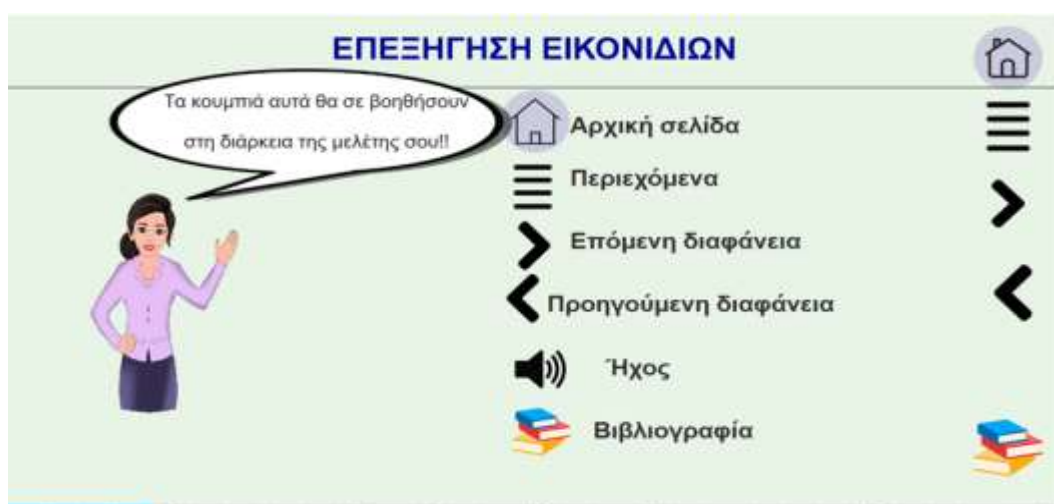 ΕΠΕΞΗΓΗΣΗ ΕΙΚΟΝΙΔΙΩΝ
Τα κουμπιά αυτά θα σε βοηθήσουν
στη διάρκεια της μελέτης σου!!
Αρχική σελίδα
Περιεχόμενα
Επόμενη διαφάνεια
Προηγούμενη διαφάνεια
Ήχος
Βιβλιογραφία